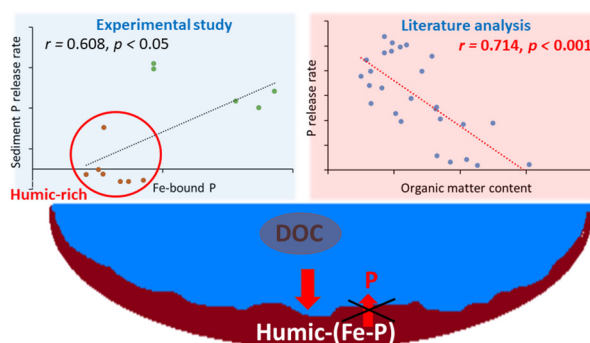 Experimental study
r = 0.608, p < 0.05
Sediment P release rate
Humic-rich
Fe-bound P
Literature analysis
r = 0.714, p < 0.001
P release rate
Organic matter content
DOC
P
Humic-(Fe-P)